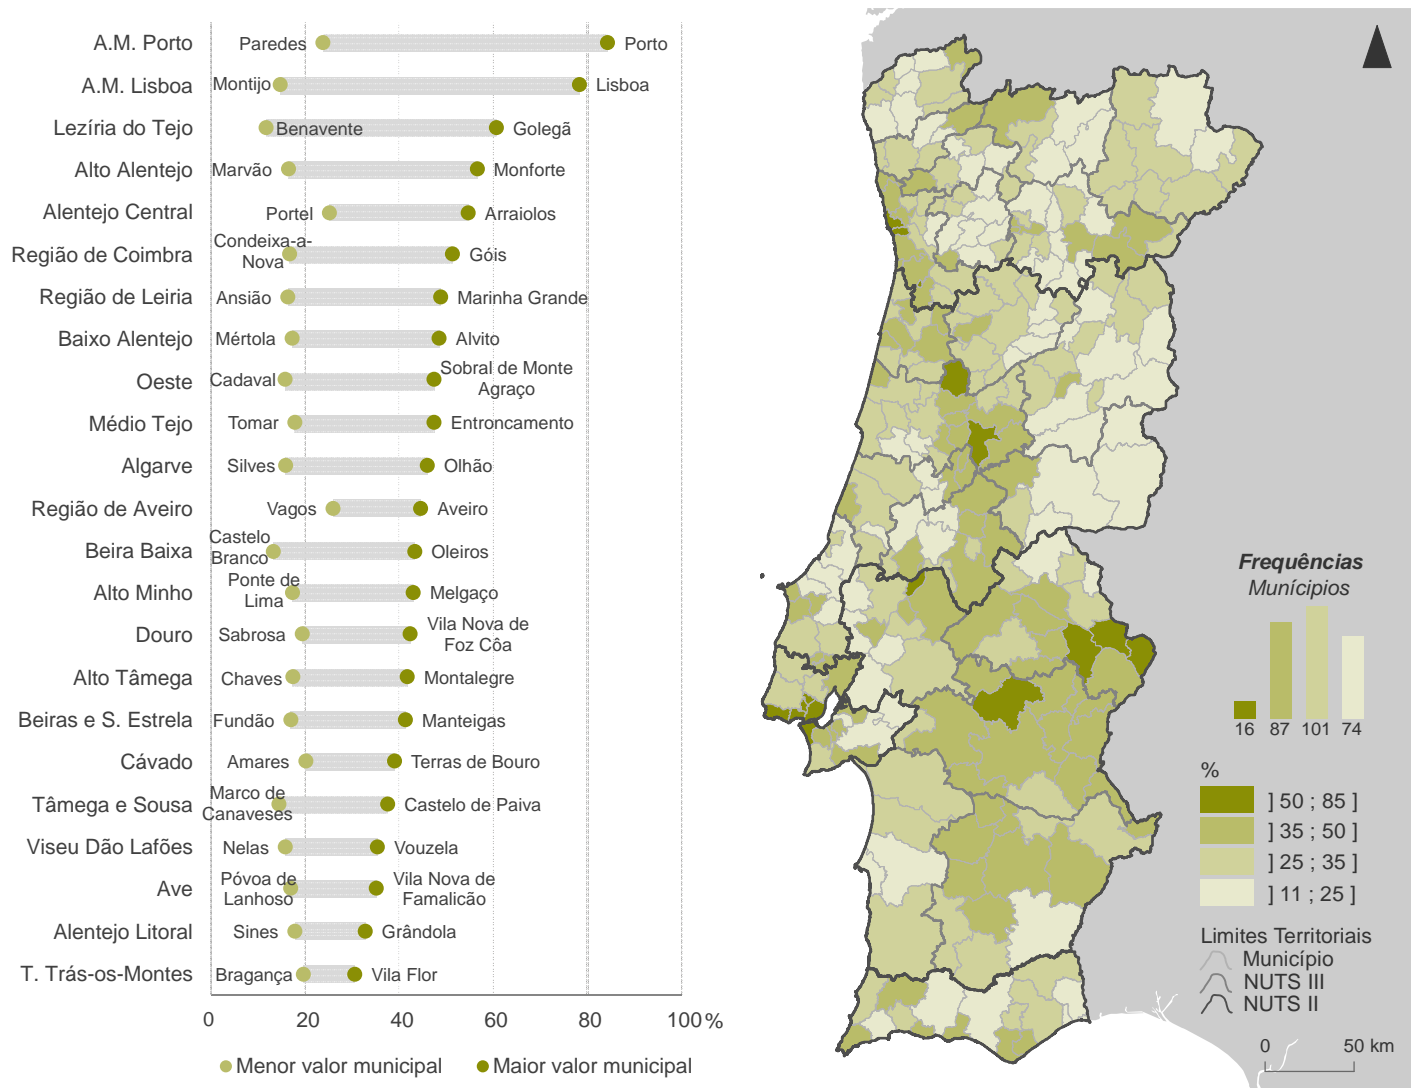 A.M. Porto Paredes Porto
A.M. Lisboa Montijo Lisboa
Lezíria do Tejo Benavente Golegã
Alto Alentejo Marvão Monforte
Alentejo Central Portel Arraiolos
Região de Coimbra Condeixa-a-
Nova Góis
Região de Leiria Ansião Marinha Grande
Baixo Alentejo Mértola Alvito
Oeste Cadaval Sobral de Monte
Agraço
Médio Tejo Tomar Entroncamento
Algarve Silves Olhão
Região de Aveiro Vagos Aveiro
Beira Baixa Castelo
Branco Oleiros
Alto Minho Ponte de
Lima Melgaço
Douro Sabrosa Vila Nova de
Foz Côa
Alto Tâmega Chaves Montalegre
Beiras e S. Estrela Fundão Manteigas
Cávado Amares Terras de Bouro
Tâmega e Sousa Marco de
Canaveses Castelo de Paiva
Viseu Dão Lafões Nelas Vouzela
Ave Póvoa de
Lanhoso Vila Nova de
Famalicão
Alentejo Litoral Sines Grândola
T. Trás-os-Montes Bragança Vila Flor
0 20 40 60 80 100 %
Menor valor municipal Maior valor municipal
Frequências
Munícipios
16 87 101 74
%
] 50 ; 85 ]
] 35 ; 50 ]
] 25 ; 35 ]
] 11 ; 25 ]
Limites Territoriais
Município
NUTS III
NUTS II
0 50 km